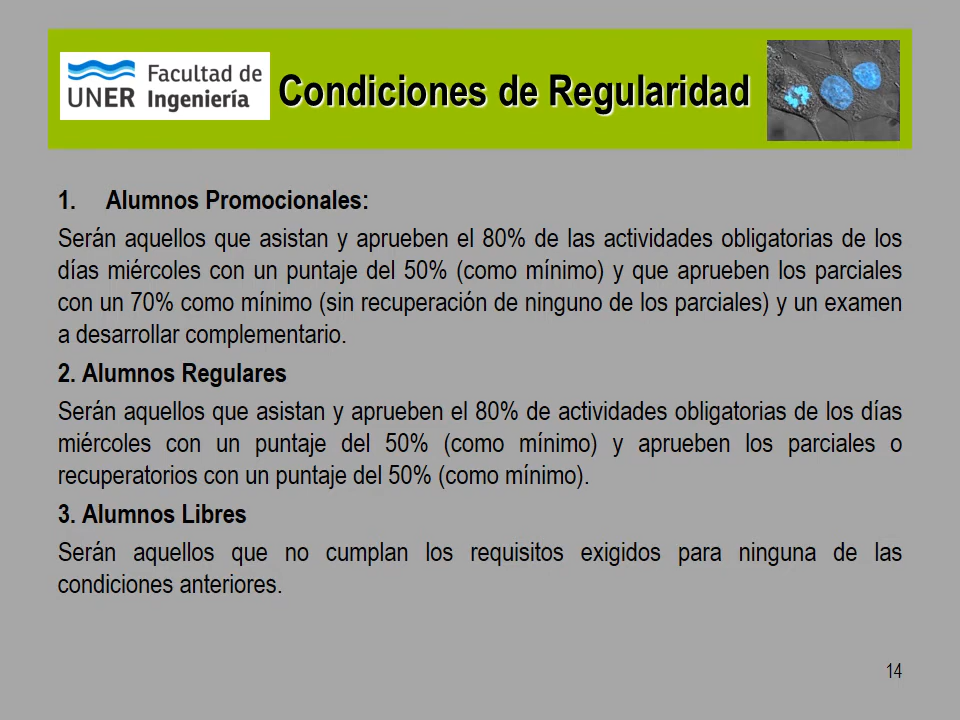 Facultad de
UNER Ingeniería
Condiciones de Regularidad
1. Alumnos Promocionales:
Serán aquellos que asistan y aprueben el 80% de las actividades obligatorias de los
días miércoles con un puntaje del 50% (como mínimo) y que aprueben los parciales
con un 70% como mínimo (sin recuperación de ninguno de los parciales) y un examen
a desarrollar complementario.
2. Alumnos Regulares
Serán aquellos que asistan y aprueben el 80% de actividades obligatorias de los días
miércoles con un puntaje del 50% (como mínimo) y aprueben los parciales o
recuperatorios con un puntaje del 50% (como mínimo).
3. Alumnos Libres
Serán aquellos que no cumplan los requisitos exigidos para ninguna de las
condiciones anteriores.
14